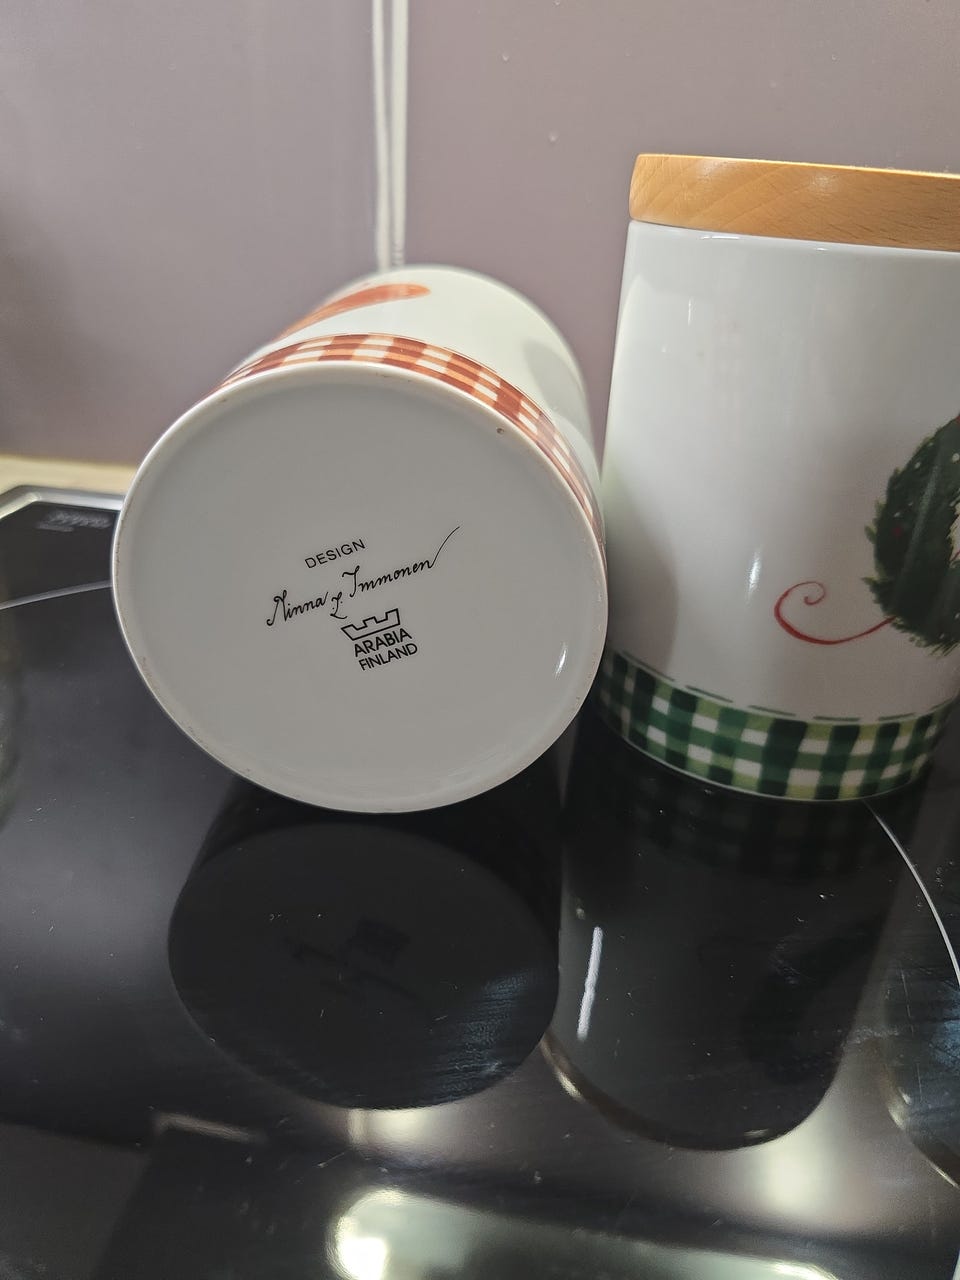 DESIGN
Minna L Immonen
ARABIA
FINLAND